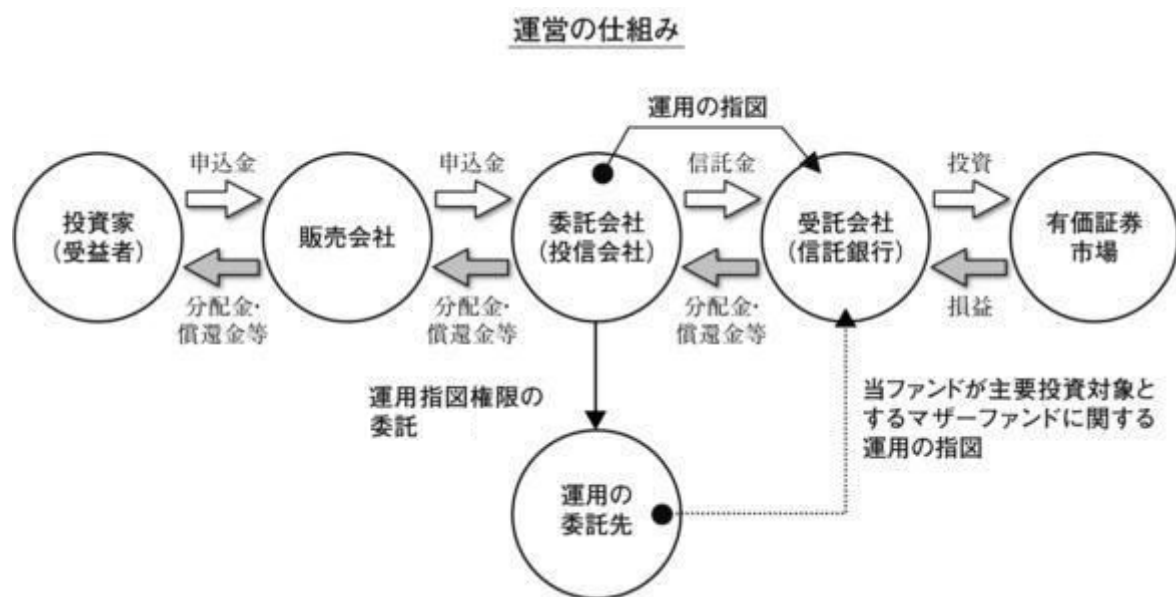 運営の仕組み
運用の指図
申込金
申込金
信託金
投資
投資家
(受益者)
販売会社
委託会社
(投信会社)
受託会社
(信託銀行)
有価証券
市場
分配金・
償還金等
分配金・
償還金等
分配金・
償還金等
損益
運用指図権限の
委託
当ファンドが主要投資対象と
するマザーファンドに関する
運用の指図
運用の
委託先